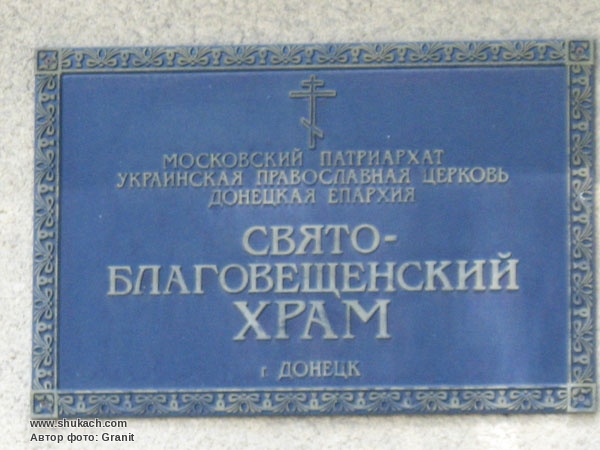 МОСКОВСКИЙ ПАТРИАРХАТ
УКРАИНСКАЯ ПРАВОСЛАВНАЯ ЦЕРКОВЬ
ДОНЕЦКАЯ ЕПАРХИЯ
СВЯТО-
БЛАГОВЕЩЕНСКИЙ
ХРАМ
г. ДОНЕЦК
www.shukach.com
Автор фото: Granit